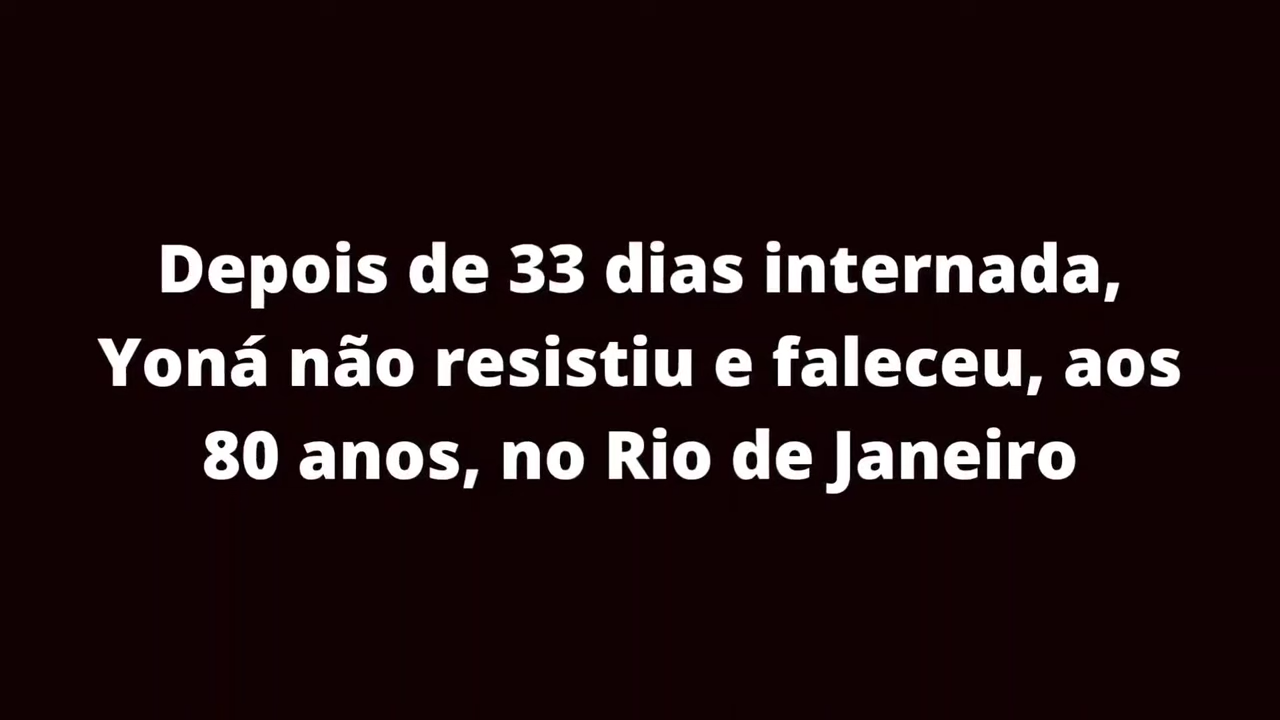 Depois de 33 dias internada,
Yoná não resistiu e faleceu, aos
80 anos, no Rio de Janeiro